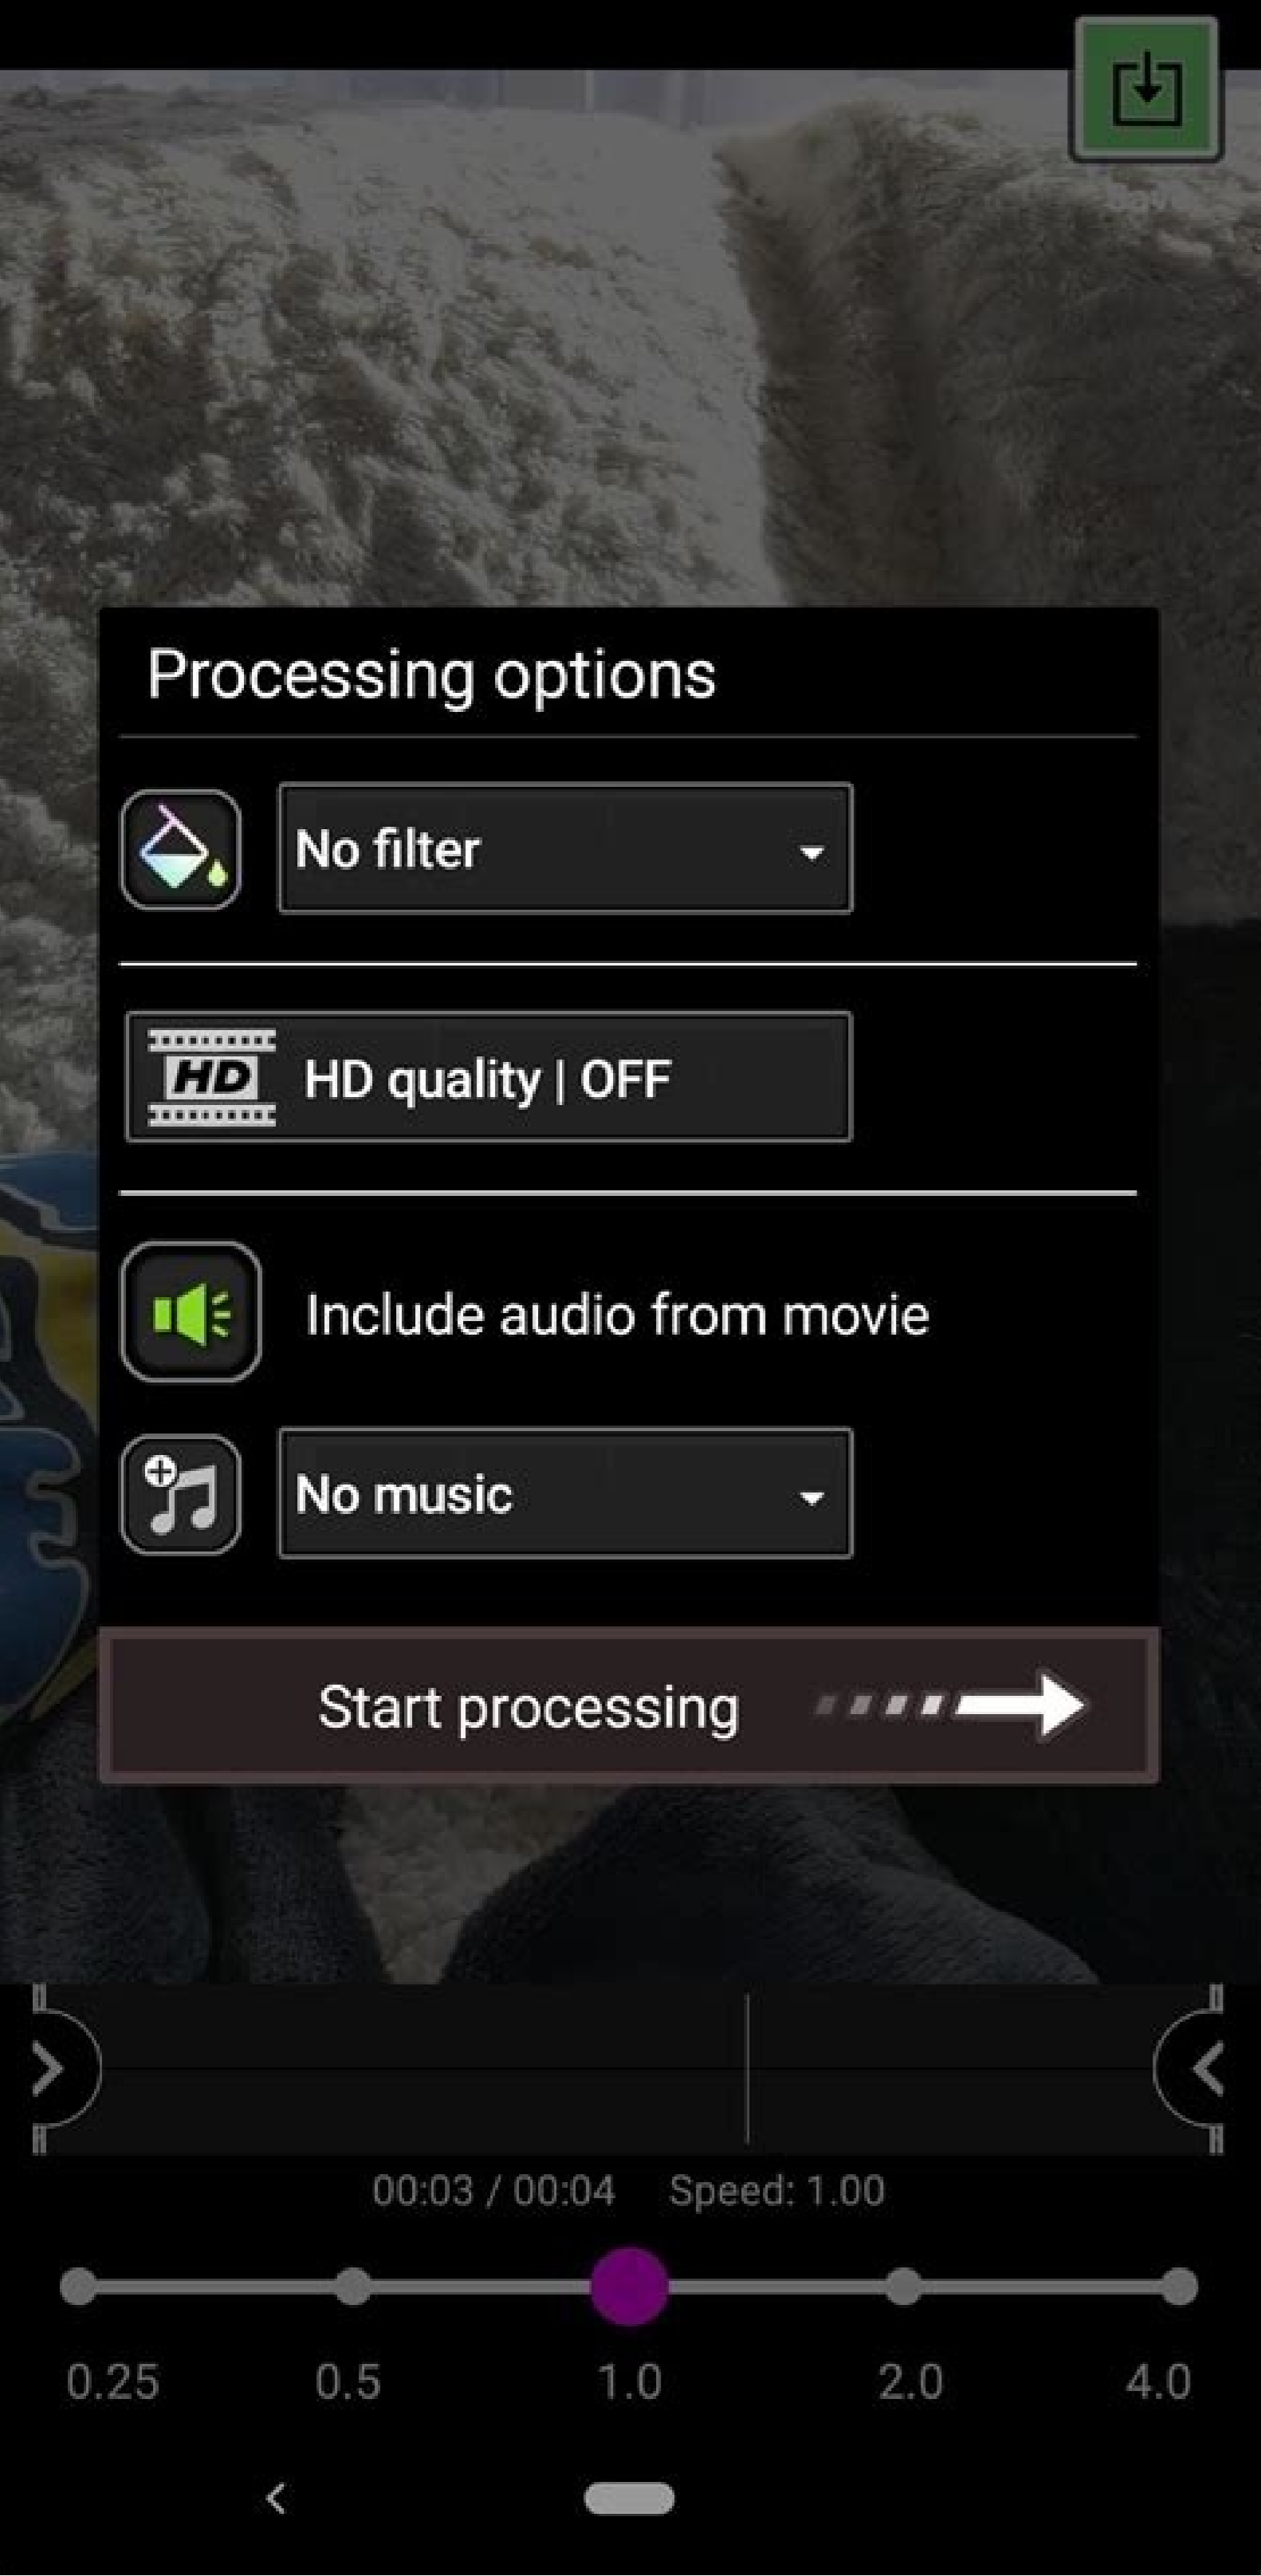 Processing options
No filter
HD
HD quality | OFF
Include audio from movie
No music
Start processing
00:03 / 00:04 Speed: 1.00
0.25 0.5 1.0 2.0 4.0